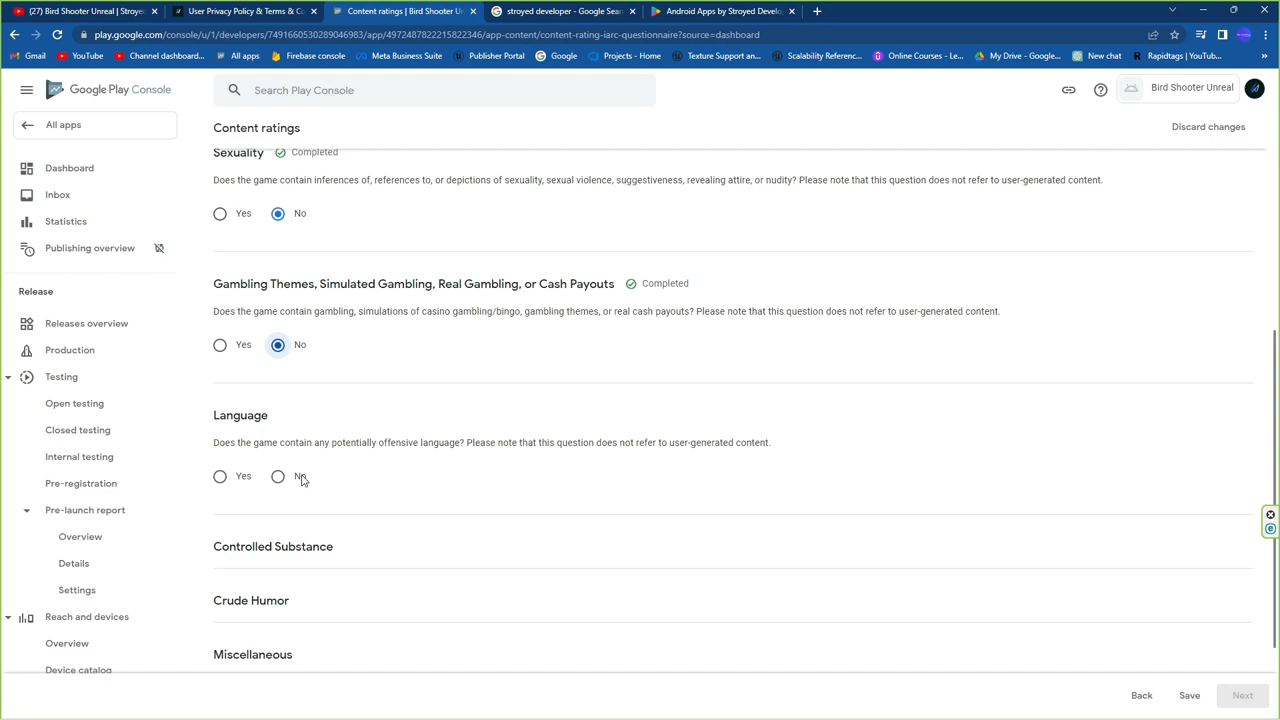 (27) Bird Shooter Unreal | Stroye
User Privacy Policy & Terms & Co
Content ratings | Bird Shooter Un
stroyed developer - Google Sear
Android Apps by Stroyed Develo
play.google.com/console/u/1/developers/7491660530289046983/app/4972487822215822346/app-content/content-rating-iarc-questionnaire?source=dashboard
Gmail
YouTube
Channel dashboard...
All apps
Firebase console
Meta Business Suite
Publisher Portal
Google
Projects - Home
Texture Support an...
Scalability Referenc...
Online Courses - Le...
My Drive - Google...
New chat
Rapidtags | YouTub...
Google Play Console
Search Play Console
Bird Shooter Unreal
All apps
Content ratings
Discard changes
Dashboard
Inbox
Statistics
Publishing overview
Release
Releases overview
Production
Testing
Open testing
Closed testing
Internal testing
Pre-registration
Pre-launch report
Overview
Details
Settings
Reach and devices
Overview
Device catalog
Sexuality Completed
Does the game contain inferences of, references to, or depictions of sexuality, sexual violence, suggestiveness, revealing attire, or nudity? Please note that this question does not refer to user-generated content.
Yes No
Gambling Themes, Simulated Gambling, Real Gambling, or Cash Payouts Completed
Does the game contain gambling, simulations of casino gambling/bingo, gambling themes, or real cash payouts? Please note that this question does not refer to user-generated content.
Yes No
Language
Does the game contain any potentially offensive language? Please note that this question does not refer to user-generated content.
Yes No
Controlled Substance
Crude Humor
Miscellaneous
Back Save Next